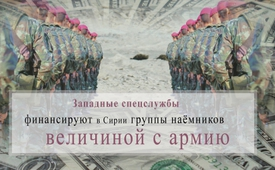 Западные спецслужбы
финансируют в Сирии группы наёмников
величиной с армию